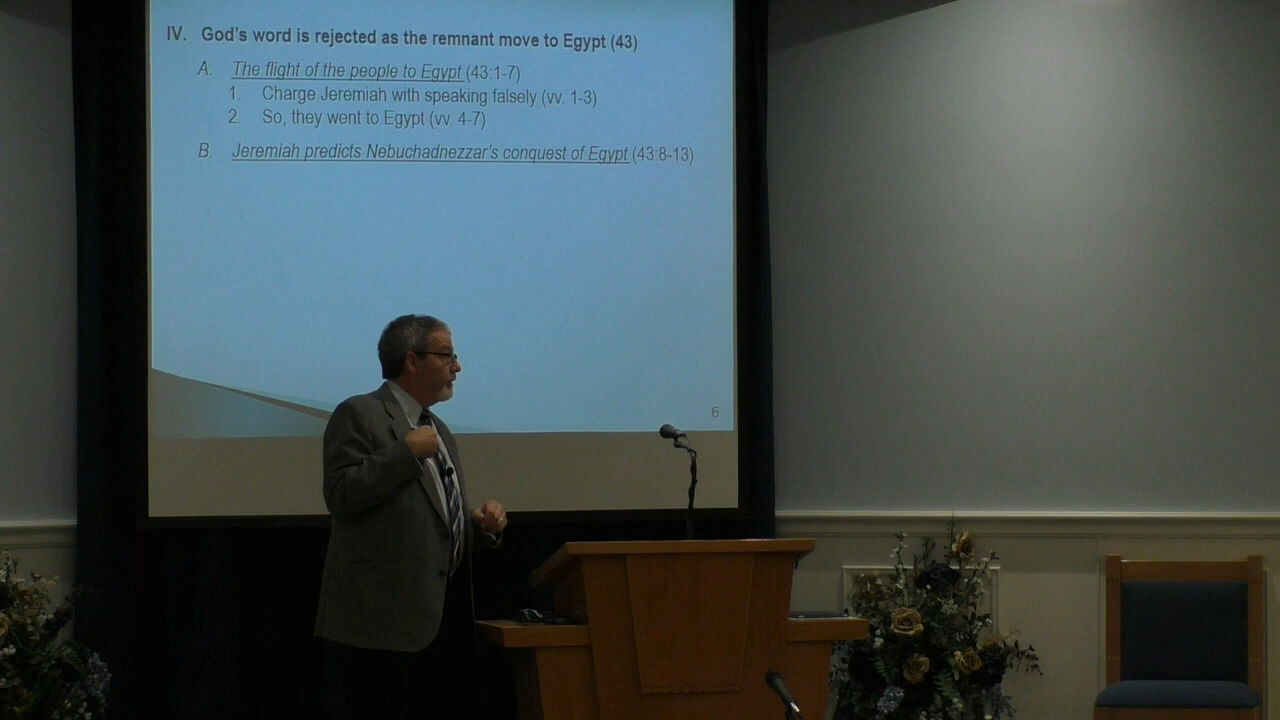 IV. God's word is rejected as the remnant move to Egypt (43)
A. The flight of the people to Egypt (43:1-7)
1. Charge Jeremiah with speaking falsely (vv. 1-3)
2. So, they went to Egypt (vv. 4-7)
B. Jeremiah predicts Nebuchadnezzar's conquest of Egypt (43:8-13)
6